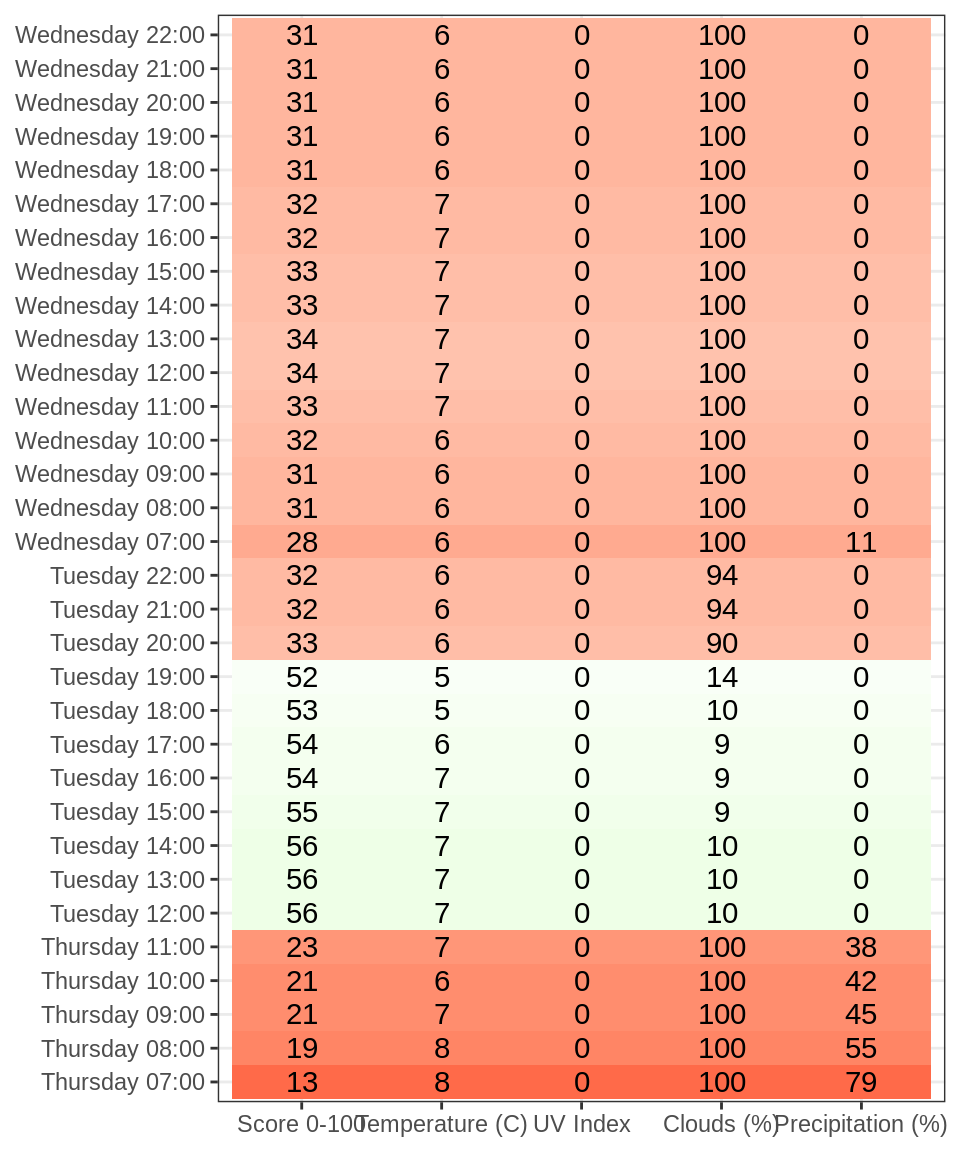 Wednesday 22:00 31 6 0 100 0
Wednesday 21:00 31 6 0 100 0
Wednesday 20:00 31 6 0 100 0
Wednesday 19:00 31 6 0 100 0
Wednesday 18:00 31 6 0 100 0
Wednesday 17:00 32 7 0 100 0
Wednesday 16:00 32 7 0 100 0
Wednesday 15:00 33 7 0 100 0
Wednesday 14:00 33 7 0 100 0
Wednesday 13:00 34 7 0 100 0
Wednesday 12:00 34 7 0 100 0
Wednesday 11:00 33 7 0 100 0
Wednesday 10:00 32 6 0 100 0
Wednesday 09:00 31 6 0 100 0
Wednesday 08:00 31 6 0 100 0
Wednesday 07:00 28 6 0 100 11
Tuesday 22:00 32 6 0 94 0
Tuesday 21:00 32 6 0 94 0
Tuesday 20:00 33 6 0 90 0
Tuesday 19:00 52 5 0 14 0
Tuesday 18:00 53 5 0 10 0
Tuesday 17:00 54 6 0 9 0
Tuesday 16:00 54 7 0 9 0
Tuesday 15:00 55 7 0 9 0
Tuesday 14:00 56 7 0 10 0
Tuesday 13:00 56 7 0 10 0
Tuesday 12:00 56 7 0 10 0
Thursday 11:00 23 7 0 100 38
Thursday 10:00 21 6 0 100 42
Thursday 09:00 21 7 0 100 45
Thursday 08:00 19 8 0 100 55
Thursday 07:00 13 8 0 100 79
Score 0-100 Temperature (C) UV Index Clouds (%) Precipitation (%)